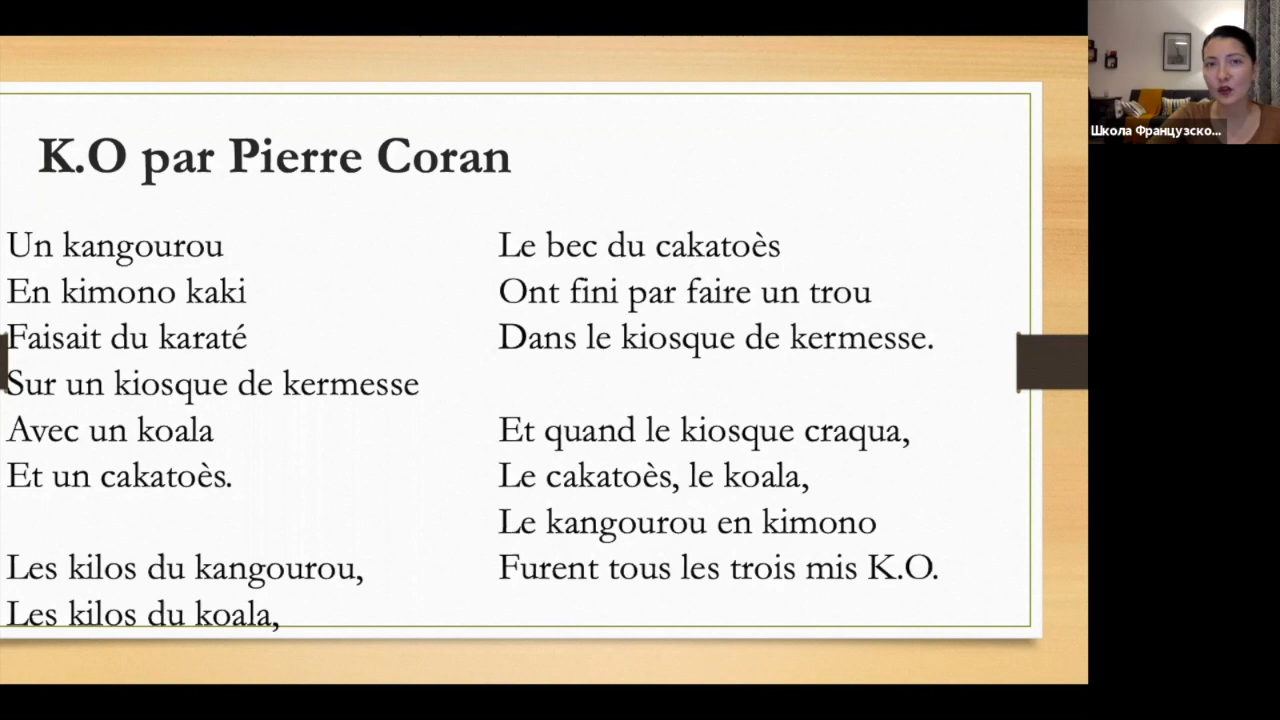 K.O par Pierre Coran
Un kangourou
En kimono kaki
Faisait du karaté
Sur un kiosque de kermesse
Avec un koala
Et un cakatoès.
Les kilos du kangourou,
Les kilos du koala,
Le bec du cakatoès
Ont fini par faire un trou
Dans le kiosque de kermesse.
Et quand le kiosque craqua,
Le cakatoès, le koala,
Le kangourou en kimono
Furent tous les trois mis K.O.
Школа Французско...